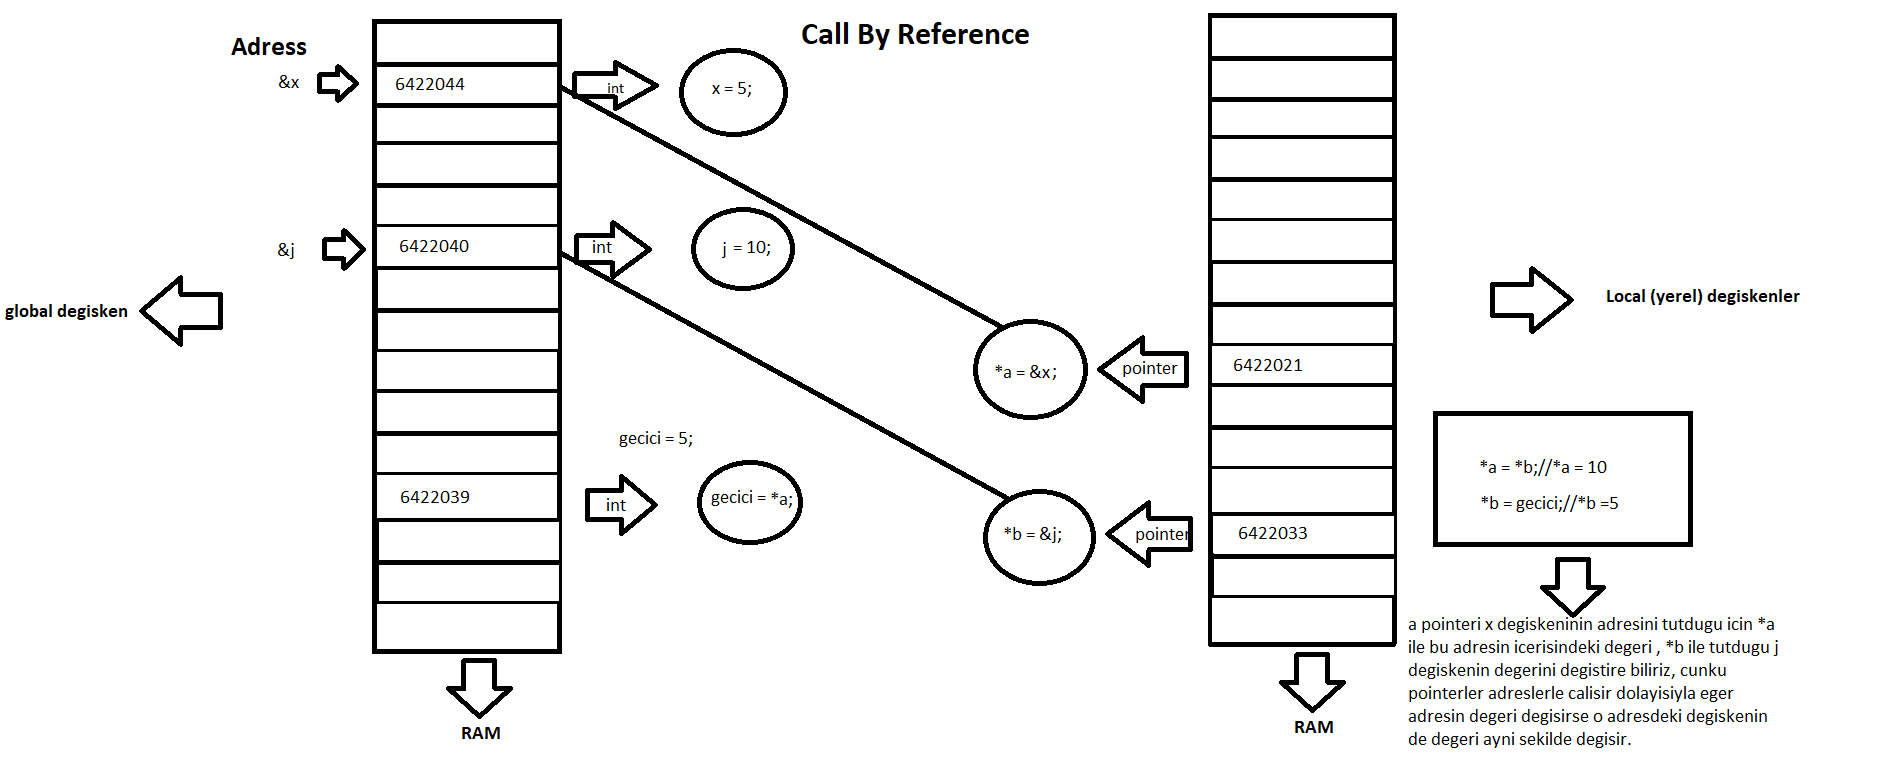 Call By Reference
Adress
&x
6422044
int
x = 5;
&j
6422040
int
j = 10;
global degisken
Local (yerel) degiskenler
*a = &x;
pointer
6422021
gecici = 5;
6422039
int
gecici = *a;
*b = &j;
pointer
6422033
*a = *b;//*a = 10
*b = gecici;//*b =5
a pointeri x degiskeninin adresini tutdugu icin *a
ile bu adresin icerisindeki degeri , *b ile tutdugu j
degiskenin degerini degistire biliriz, cunku
pointerler adreslerle calisir dolayisiyla eger
adresin degeri degisirse o adresdeki degiskenin
de degeri ayni sekilde degisir.
RAM
RAM